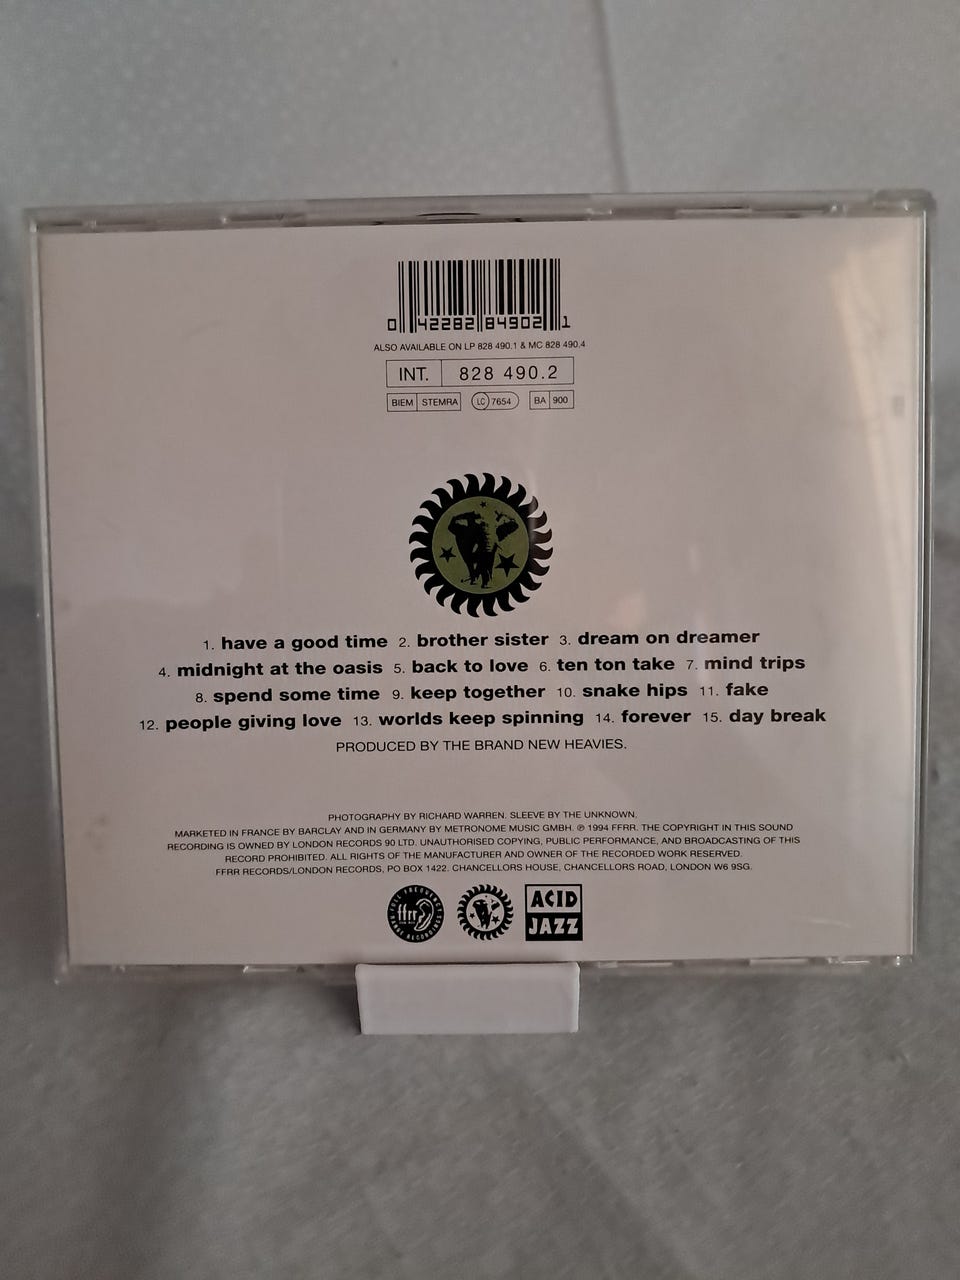 0 42282 84902 1
ALSO AVAILABLE ON LP 828 490.1 & MC 828 490.4
INT. 828 490.2
BIEM STEMRA LC 7654 BA 900
1. have a good time 2. brother sister 3. dream on dreamer
4. midnight at the oasis 5. back to love 6. ten ton take 7. mind trips
8. spend some time 9. keep together 10. snake hips 11. fake
12. people giving love 13. worlds keep spinning 14. forever 15. day break
PRODUCED BY THE BRAND NEW HEAVIES.
PHOTOGRAPHY BY RICHARD WARREN. SLEEVE BY THE UNKNOWN.
MARKETED IN FRANCE BY BARCLAY AND IN GERMANY BY METRONOME MUSIC GMBH. ℗ 1994 FFRR. THE COPYRIGHT IN THIS SOUND
RECORDING IS OWNED BY LONDON RECORDS 90 LTD. UNAUTHORISED COPYING, PUBLIC PERFORMANCE, AND BROADCASTING OF THIS
RECORD PROHIBITED. ALL RIGHTS OF THE MANUFACTURER AND OWNER OF THE RECORDED WORK RESERVED.
FFRR RECORDS/LONDON RECORDS, PO BOX 1422. CHANCELLORS HOUSE, CHANCELLORS ROAD, LONDON W6 9SG.
FULL FREQUENCY RANGE RECORDINGS
ffrr
ACID
JAZZ